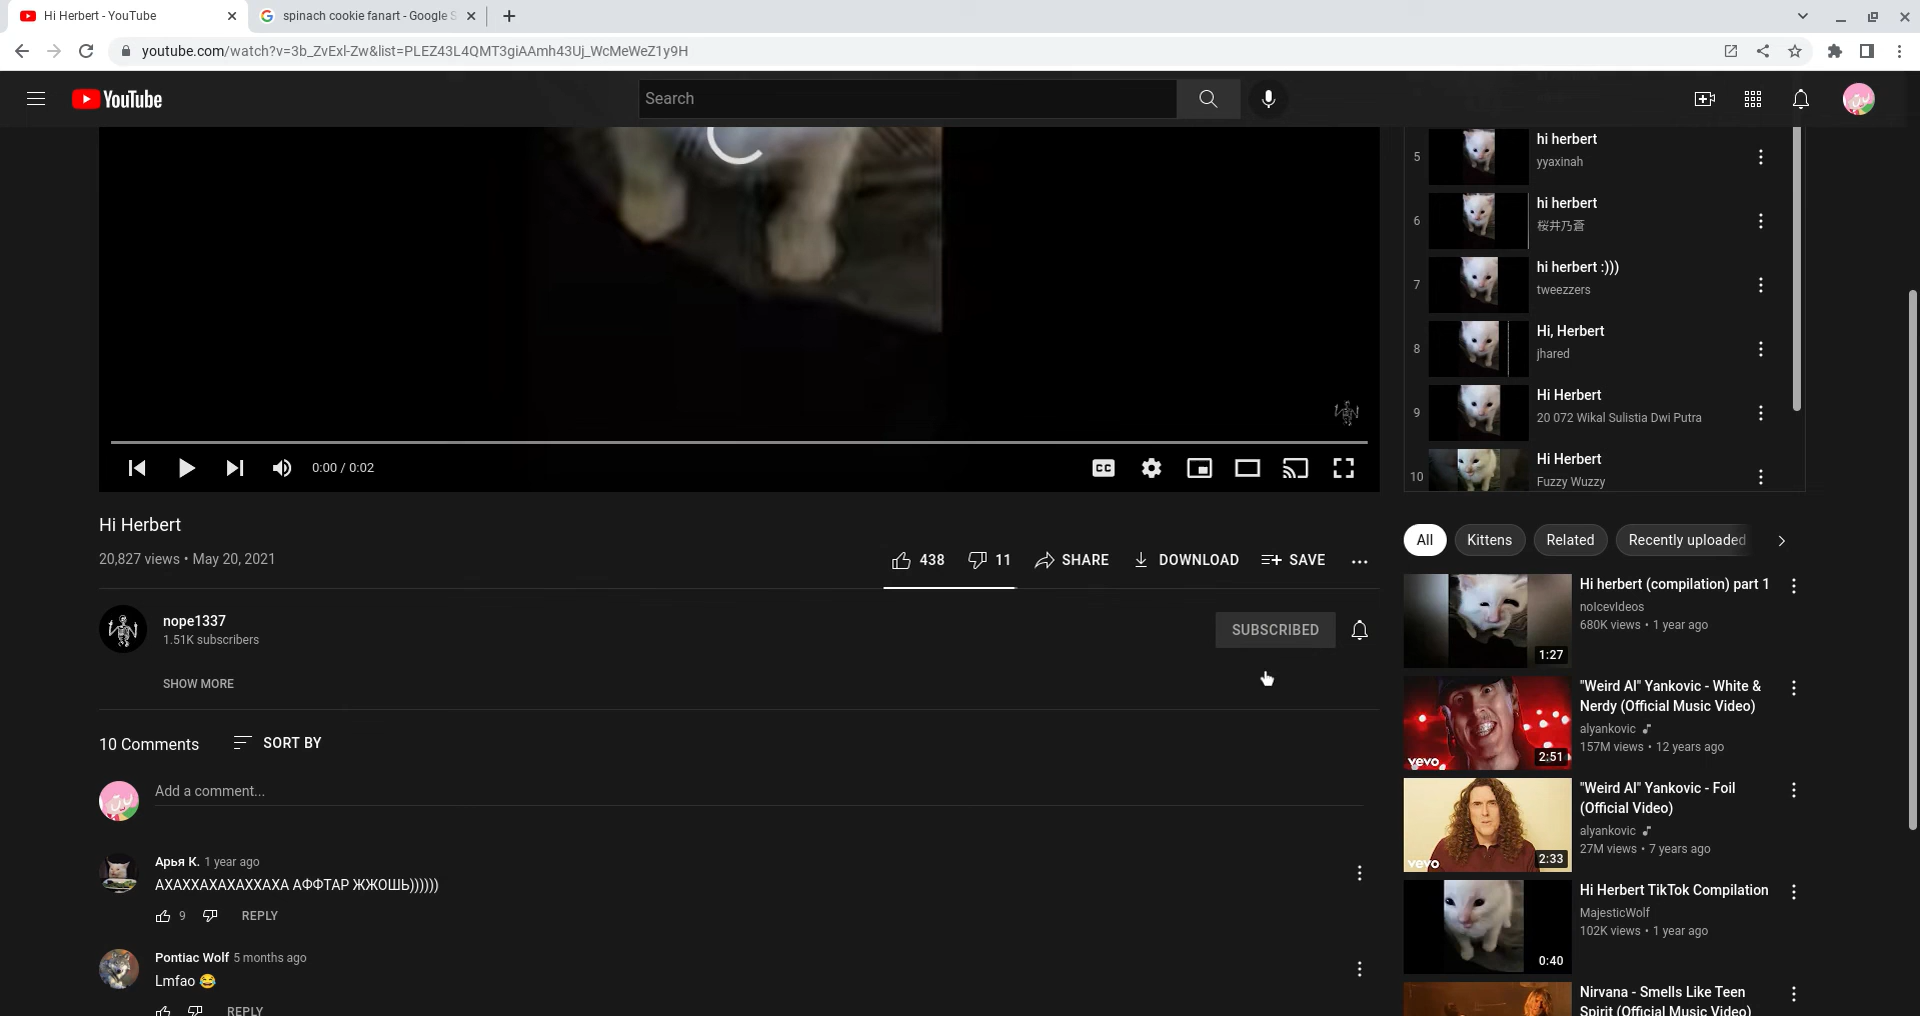 Hi Herbert - YouTube
spinach cookie fanart - Google S
youtube.com/watch?v=3b_ZvExl-Zw&list=PLEZ43L4QMT3giAAmh43Uj_WcMeWeZ1y9H
YouTube
Search
5
hi herbert
yyaxinah
6
hi herbert
桜井乃蒼
7
hi herbert :)))
tweezzers
8
Hi, Herbert
jhared
9
Hi Herbert
20 072 Wikal Sulistia Dwi Putra
10
Hi Herbert
Fuzzy Wuzzy
0:00 / 0:02
CC
Hi Herbert
20,827 views • May 20, 2021
438 11 SHARE DOWNLOAD SAVE
nope1337
1.51K subscribers
SUBSCRIBED
SHOW MORE
10 Comments SORT BY
Add a comment...
Арья К. 1 year ago
АХАХХАХАХАХХАХА АФФТАР ЖЖОШЬ))))))
9 REPLY
Pontiac Wolf 5 months ago
Lmfao 😂
REPLY
All Kittens Related Recently uploaded
Hi herbert (compilation) part 1
noIcevIdeos
680K views • 1 year ago
1:27
"Weird Al" Yankovic - White &
Nerdy (Official Music Video)
alyankovic
157M views • 12 years ago
vevo
2:51
"Weird Al" Yankovic - Foil
(Official Video)
alyankovic
27M views • 7 years ago
vevo
2:33
Hi Herbert TikTok Compilation
MajesticWolf
102K views • 1 year ago
0:40
Nirvana - Smells Like Teen
Spirit (Official Music Video)